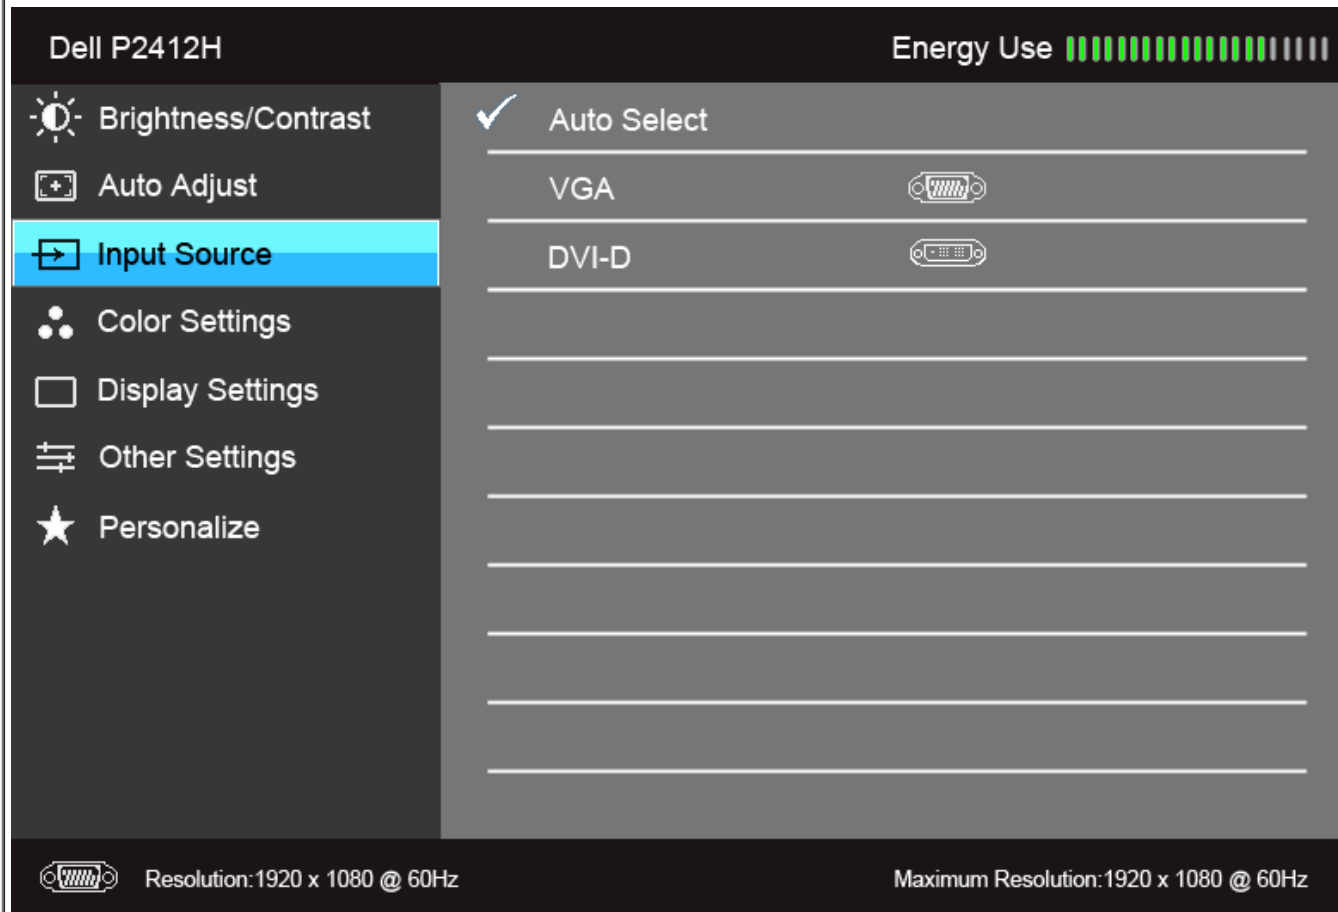 Dell P2412H
Energy Use
Brightness/Contrast
Auto Adjust
Input Source
Color Settings
Display Settings
Other Settings
Personalize
Auto Select
VGA
DVI-D
Resolution:1920 x 1080 @ 60Hz
Maximum Resolution:1920 x 1080 @ 60Hz